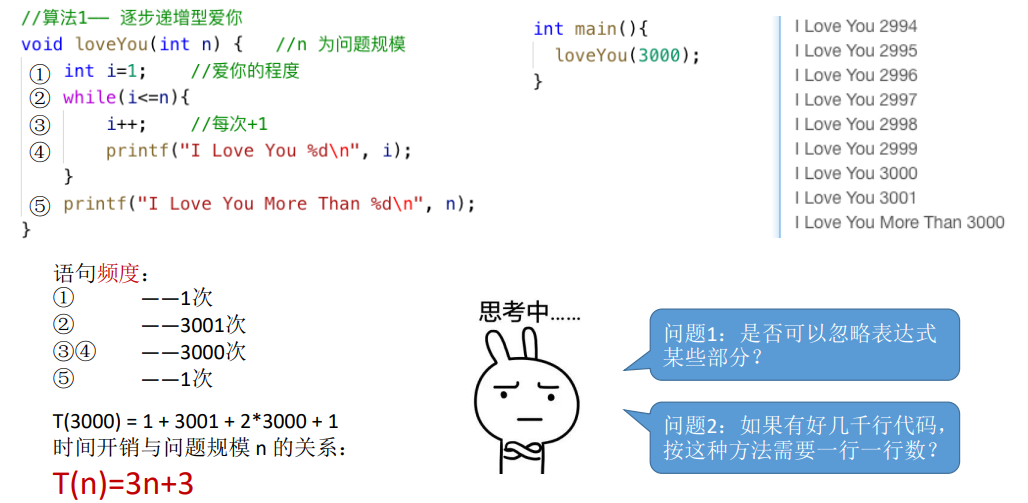 //算法1—— 逐步递增型爱你
void loveYou(int n) {   //n 为问题规模
① int i=1;    //爱你的程度
② while(i<=n){
③ i++;    //每次+1
④ printf("I Love You %d\n", i);
}
⑤ printf("I Love You More Than %d\n", n);
}
int main(){
loveYou(3000);
}
I Love You 2994
I Love You 2995
I Love You 2996
I Love You 2997
I Love You 2998
I Love You 2999
I Love You 3000
I Love You 3001
I Love You More Than 3000
语句频度：
① ——1次
② ——3001次
③④ ——3000次
⑤ ——1次
T(3000) = 1 + 3001 + 2*3000 + 1
时间开销与问题规模 n 的关系：
T(n)=3n+3
思考中......
问题1：是否可以忽略表达式
某些部分？
问题2：如果有好几千行代码，
按这种方法需要一行一行数？